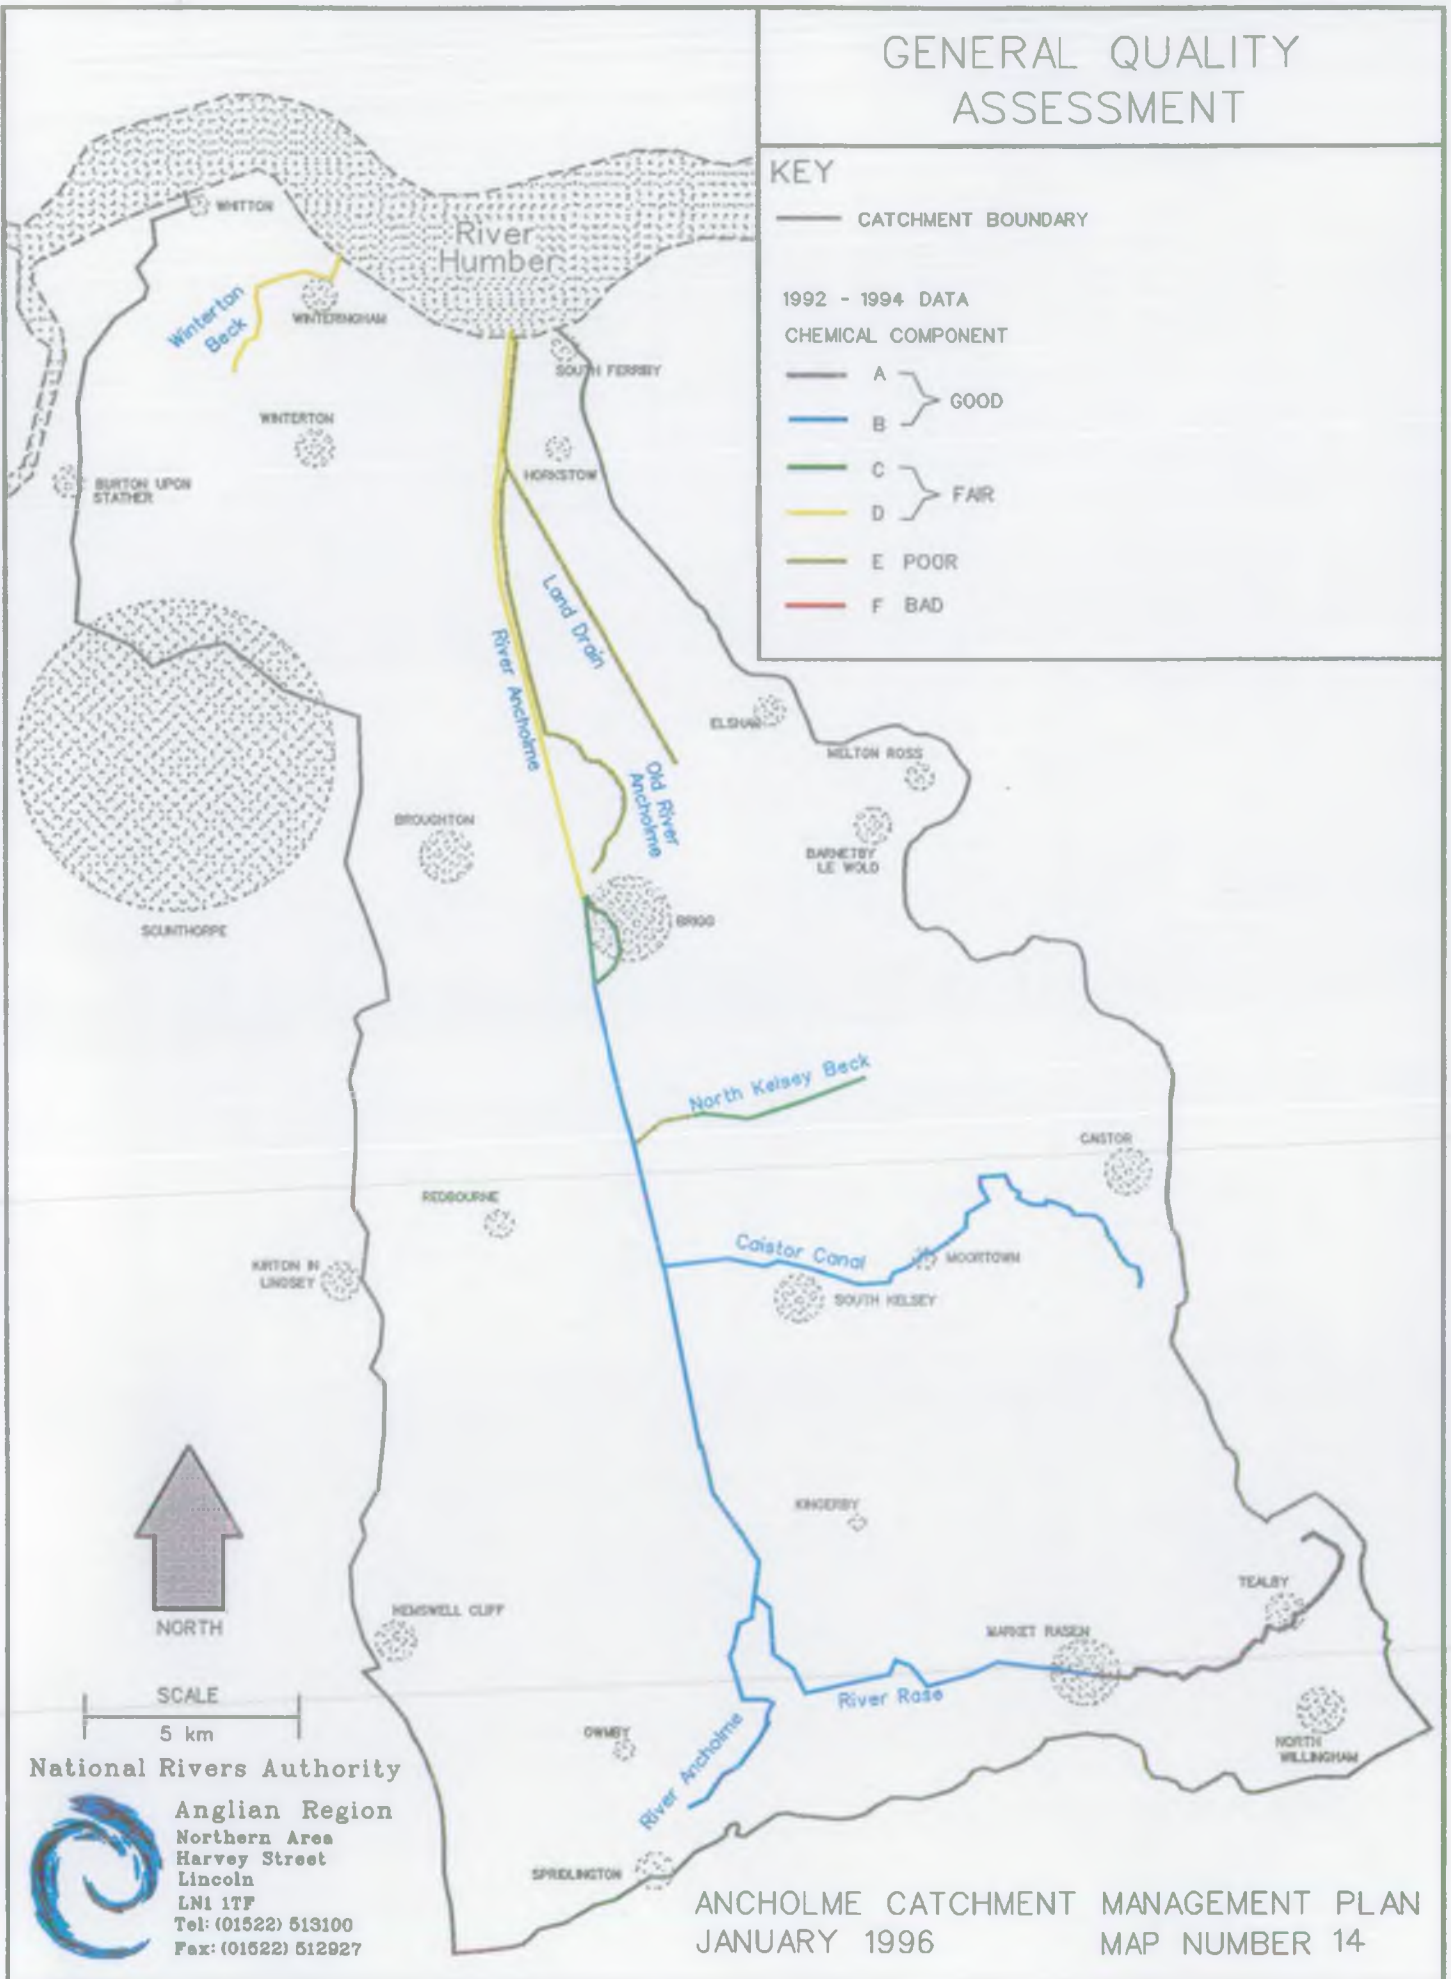 GENERAL QUALITY
ASSESSMENT
KEY
CATCHMENT BOUNDARY
1992 - 1994 DATA
CHEMICAL COMPONENT
A
GOOD
B
C
FAIR
D
E POOR
F BAD
WHITTON
River
Humber
Winterton
Beck
WINTERINGHAM
SOUTH FERRIBY
WINTERTON
HORKSTOW
BURTON UPON
STATHER
Land Drain
River Ancholme
ELSHAM
MELTON ROSS
Old River
Ancholme
BROUGHTON
BARNETBY
LE WOLD
SCUNTHORPE
BRIGG
North Kelsey Beck
CAISTOR
REDBOURNE
Caistor Canal
MOORTOWN
KIRTON IN
LINDSEY
SOUTH KELSEY
KINGERBY
TEALBY
HEMSWELL CLIFF
MARKET RASEN
NORTH
SCALE
5 km
River Rase
OWMBY
River Ancholme
NORTH
WILLINGHAM
SPRIDLINGTON
National Rivers Authority
Anglian Region
Northern Area
Harvey Street
Lincoln
LN1 1TF
Tel: (01522) 513100
Fax: (01522) 512927
ANCHOLME CATCHMENT MANAGEMENT PLAN
JANUARY 1996 MAP NUMBER 14